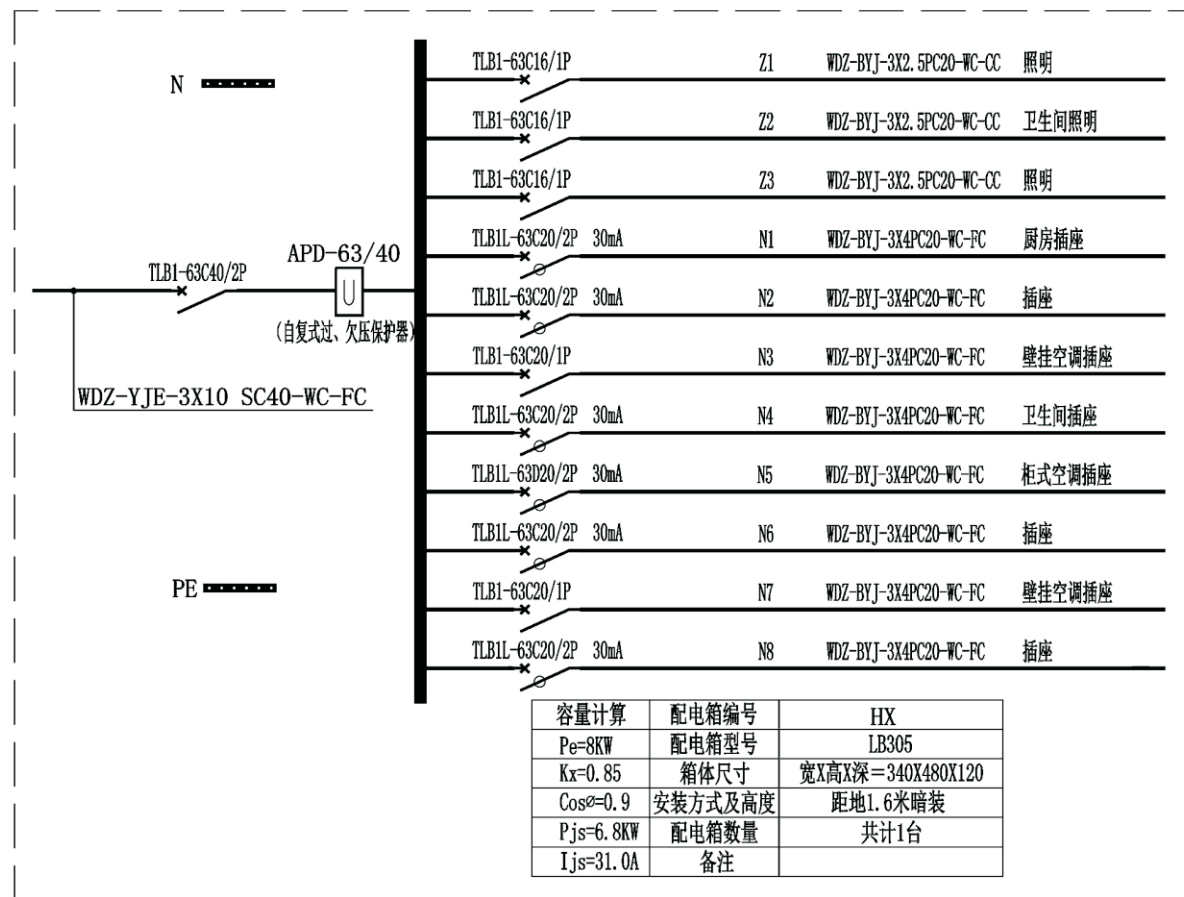 N
TLB1-63C16/1P Z1 WDZ-BYJ-3X2.5PC20-WC-CC 照明
TLB1-63C16/1P Z2 WDZ-BYJ-3X2.5PC20-WC-CC 卫生间照明
TLB1-63C16/1P Z3 WDZ-BYJ-3X2.5PC20-WC-CC 照明
TLB1L-63C20/2P 30mA N1 WDZ-BYJ-3X4PC20-WC-FC 厨房插座
APD-63/40
TLB1-63C40/2P
U
(自复式过、欠压保护器)
TLB1L-63C20/2P 30mA N2 WDZ-BYJ-3X4PC20-WC-FC 插座
TLB1-63C20/1P N3 WDZ-BYJ-3X4PC20-WC-FC 壁挂空调插座
WDZ-YJE-3X10 SC40-WC-FC
TLB1L-63C20/2P 30mA N4 WDZ-BYJ-3X4PC20-WC-FC 卫生间插座
TLB1L-63D20/2P 30mA N5 WDZ-BYJ-3X4PC20-WC-FC 柜式空调插座
TLB1L-63C20/2P 30mA N6 WDZ-BYJ-3X4PC20-WC-FC 插座
PE
TLB1-63C20/1P N7 WDZ-BYJ-3X4PC20-WC-FC 壁挂空调插座
TLB1L-63C20/2P 30mA N8 WDZ-BYJ-3X4PC20-WC-FC 插座
容量计算 配电箱编号 HX
Pe=8KW 配电箱型号 LB305
Kx=0.85 箱体尺寸 宽X高X深=340X480X120
Cosø=0.9 安装方式及高度 距地1.6米暗装
Pjs=6.8KW 配电箱数量 共计1台
Ijs=31.0A 备注